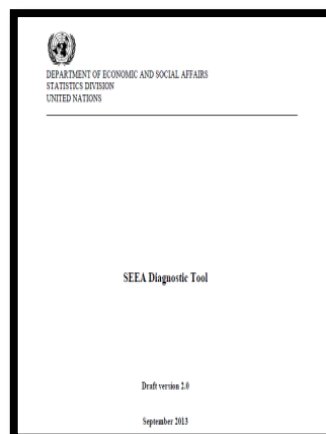 DEPARTMENT OF ECONOMIC AND SOCIAL AFFAIRS
STATISTICS DIVISION
UNITED NATIONS
SEEA Diagnostic Tool
Draft version 2.0
September 2013